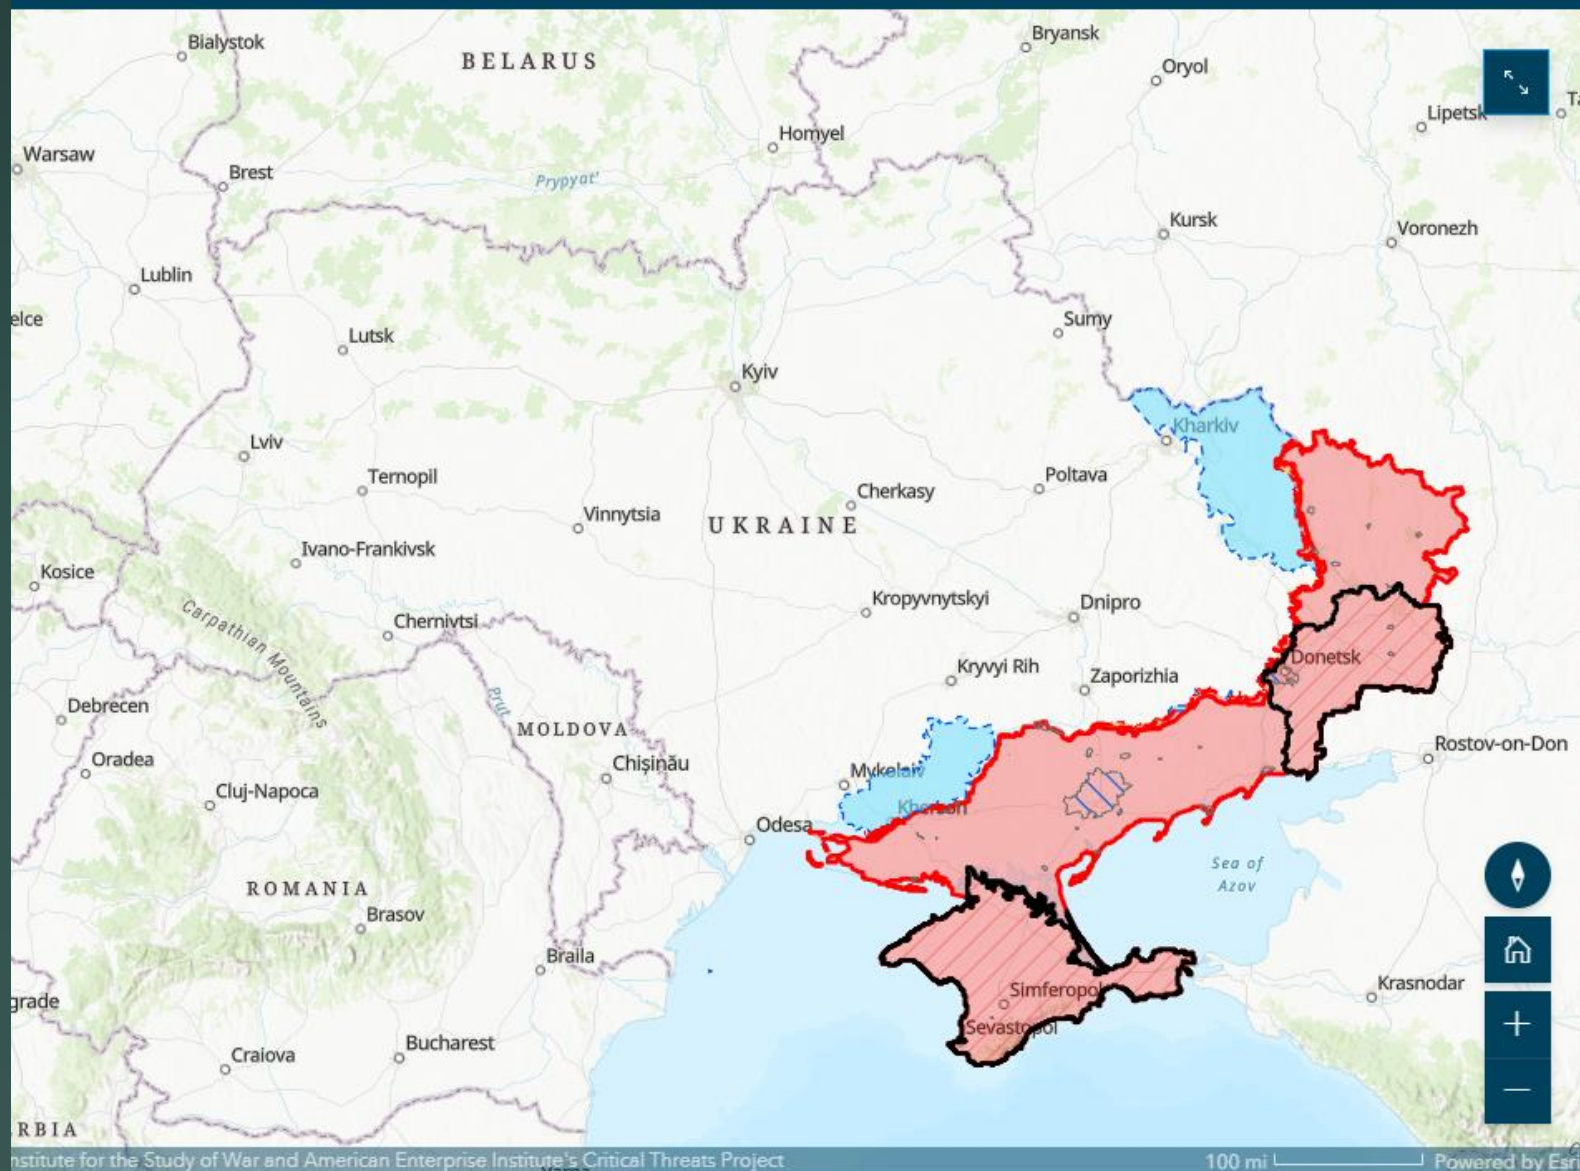 Bialystok
BELARUS
Bryansk
Oryol
Lipetsk
Homyel
Warsaw
Brest
Prypyat'
Kursk
Voronezh
Lublin
elce
Lutsk
Sumy
Kyiv
Kharkiv
Lviv
Ternopil
Poltava
Cherkasy
Vinnytsia
UKRAINE
Ivano-Frankivsk
Kosice
Kropyvnytskyi
Dnipro
Carpathian Mountains
Chernivtsi
Donetsk
Kryvyi Rih
Zaporizhia
Debrecen
Prut
MOLDOVA
Rostov-on-Don
Oradea
Chișinău
Mykolaiv
Cluj-Napoca
Kherson
Odesa
Sea of
Azov
ROMANIA
Brasov
Braila
Krasnodar
Simferopol
grade
Sevastopol
Bucharest
Craiova
RBIA
nstitute for the Study of War and American Enterprise Institute's Critical Threats Project
100 mi
Powered by Esri